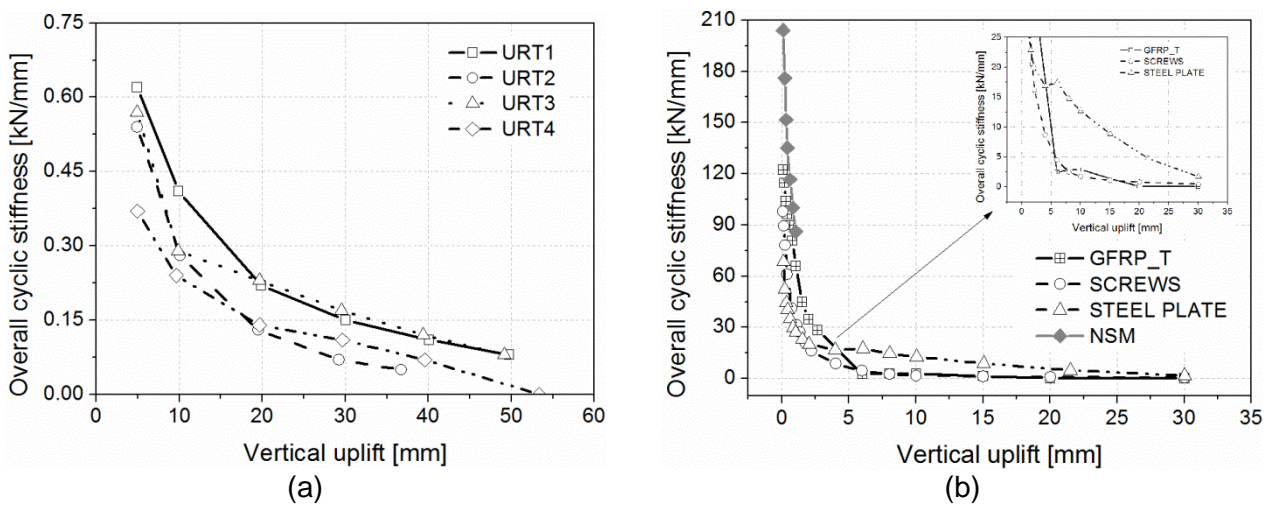 Overall cyclic stiffness [kN/mm]
0.75
0.60
0.45
0.30
0.15
0.00
URT1
URT2
URT3
URT4
0 10 20 30 40 50 60
Vertical uplift [mm]
(a)
Overall cyclic stiffness [kN/mm]
210
180
150
120
90
60
30
0
Overall cyclic stiffness [kN/mm]
25
20
15
10
5
0
GFRP_T
SCREWS
STEEL PLATE
0 5 10 15 20 25 30 35
Vertical uplift [mm]
GFRP_T
SCREWS
STEEL PLATE
NSM
0 5 10 15 20 25 30 35
Vertical uplift [mm]
(b)